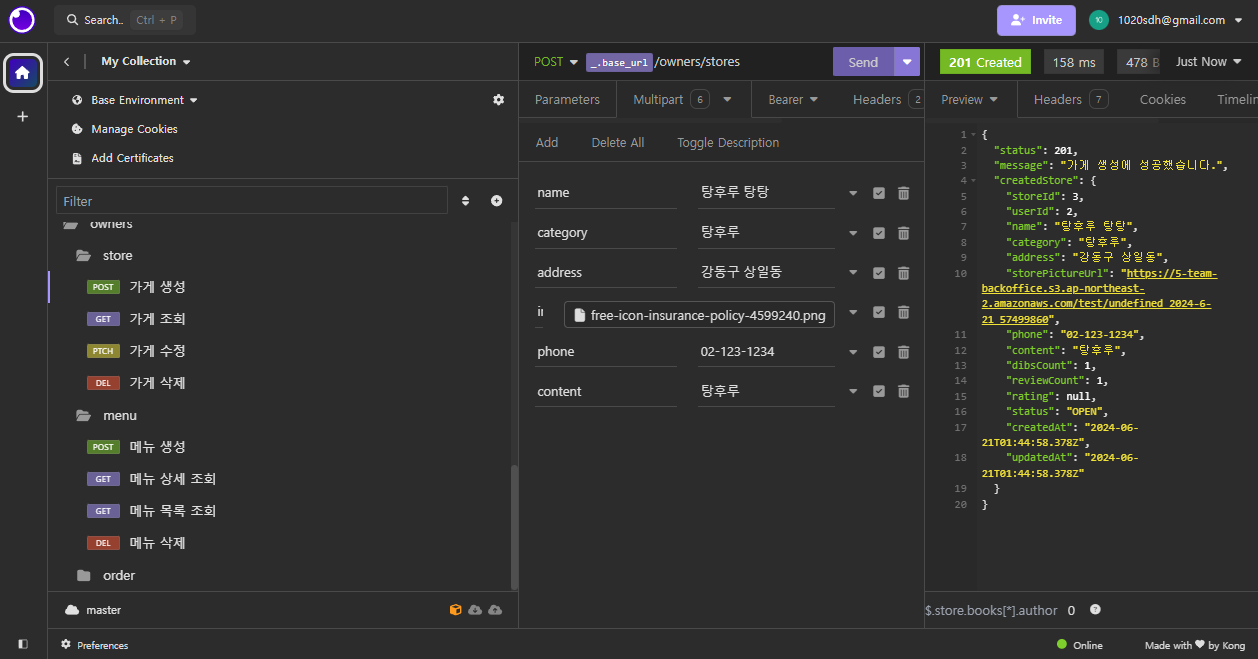 Search.. Ctrl + P
Invite
10 1020sdh@gmail.com
My Collection
Base Environment
Manage Cookies
Add Certificates
Filter
owners
store
POST 가게 생성
GET 가게 조회
PTCH 가게 수정
DEL 가게 삭제
menu
POST 메뉴 생성
GET 메뉴 상세 조회
GET 메뉴 목록 조회
DEL 메뉴 삭제
order
master
Preferences
POST _.base_url /owners/stores
Send
Parameters Multipart 6 Bearer Headers 2
Add Delete All Toggle Description
name 탕후루 탕탕
category 탕후루
address 강동구 상일동
free-icon-insurance-policy-4599240.png
phone 02-123-1234
content 탕후루
201 Created 158 ms 478 B Just Now
Preview Headers 7 Cookies Timelin
1 {
2 "status": 201,
3 "message": "가게 생성에 성공했습니다.",
4 "createdStore": {
5 "storeId": 3,
6 "userId": 2,
7 "name": "탕후루 탕탕",
8 "category": "탕후루",
9 "address": "강동구 상일동",
10 "storePictureUrl": "https://5-team-
backoffice.s3.ap-northeast-
2.amazonaws.com/test/undefined_2024-6-
21_57499860",
11 "phone": "02-123-1234",
12 "content": "탕후루",
13 "dibsCount": 1,
14 "reviewCount": 1,
15 "rating": null,
16 "status": "OPEN",
17 "createdAt": "2024-06-
21T01:44:58.378Z",
18 "updatedAt": "2024-06-
21T01:44:58.378Z"
19 }
20 }
$.store.books[*].author 0
Online
Made with ♥ by Kong